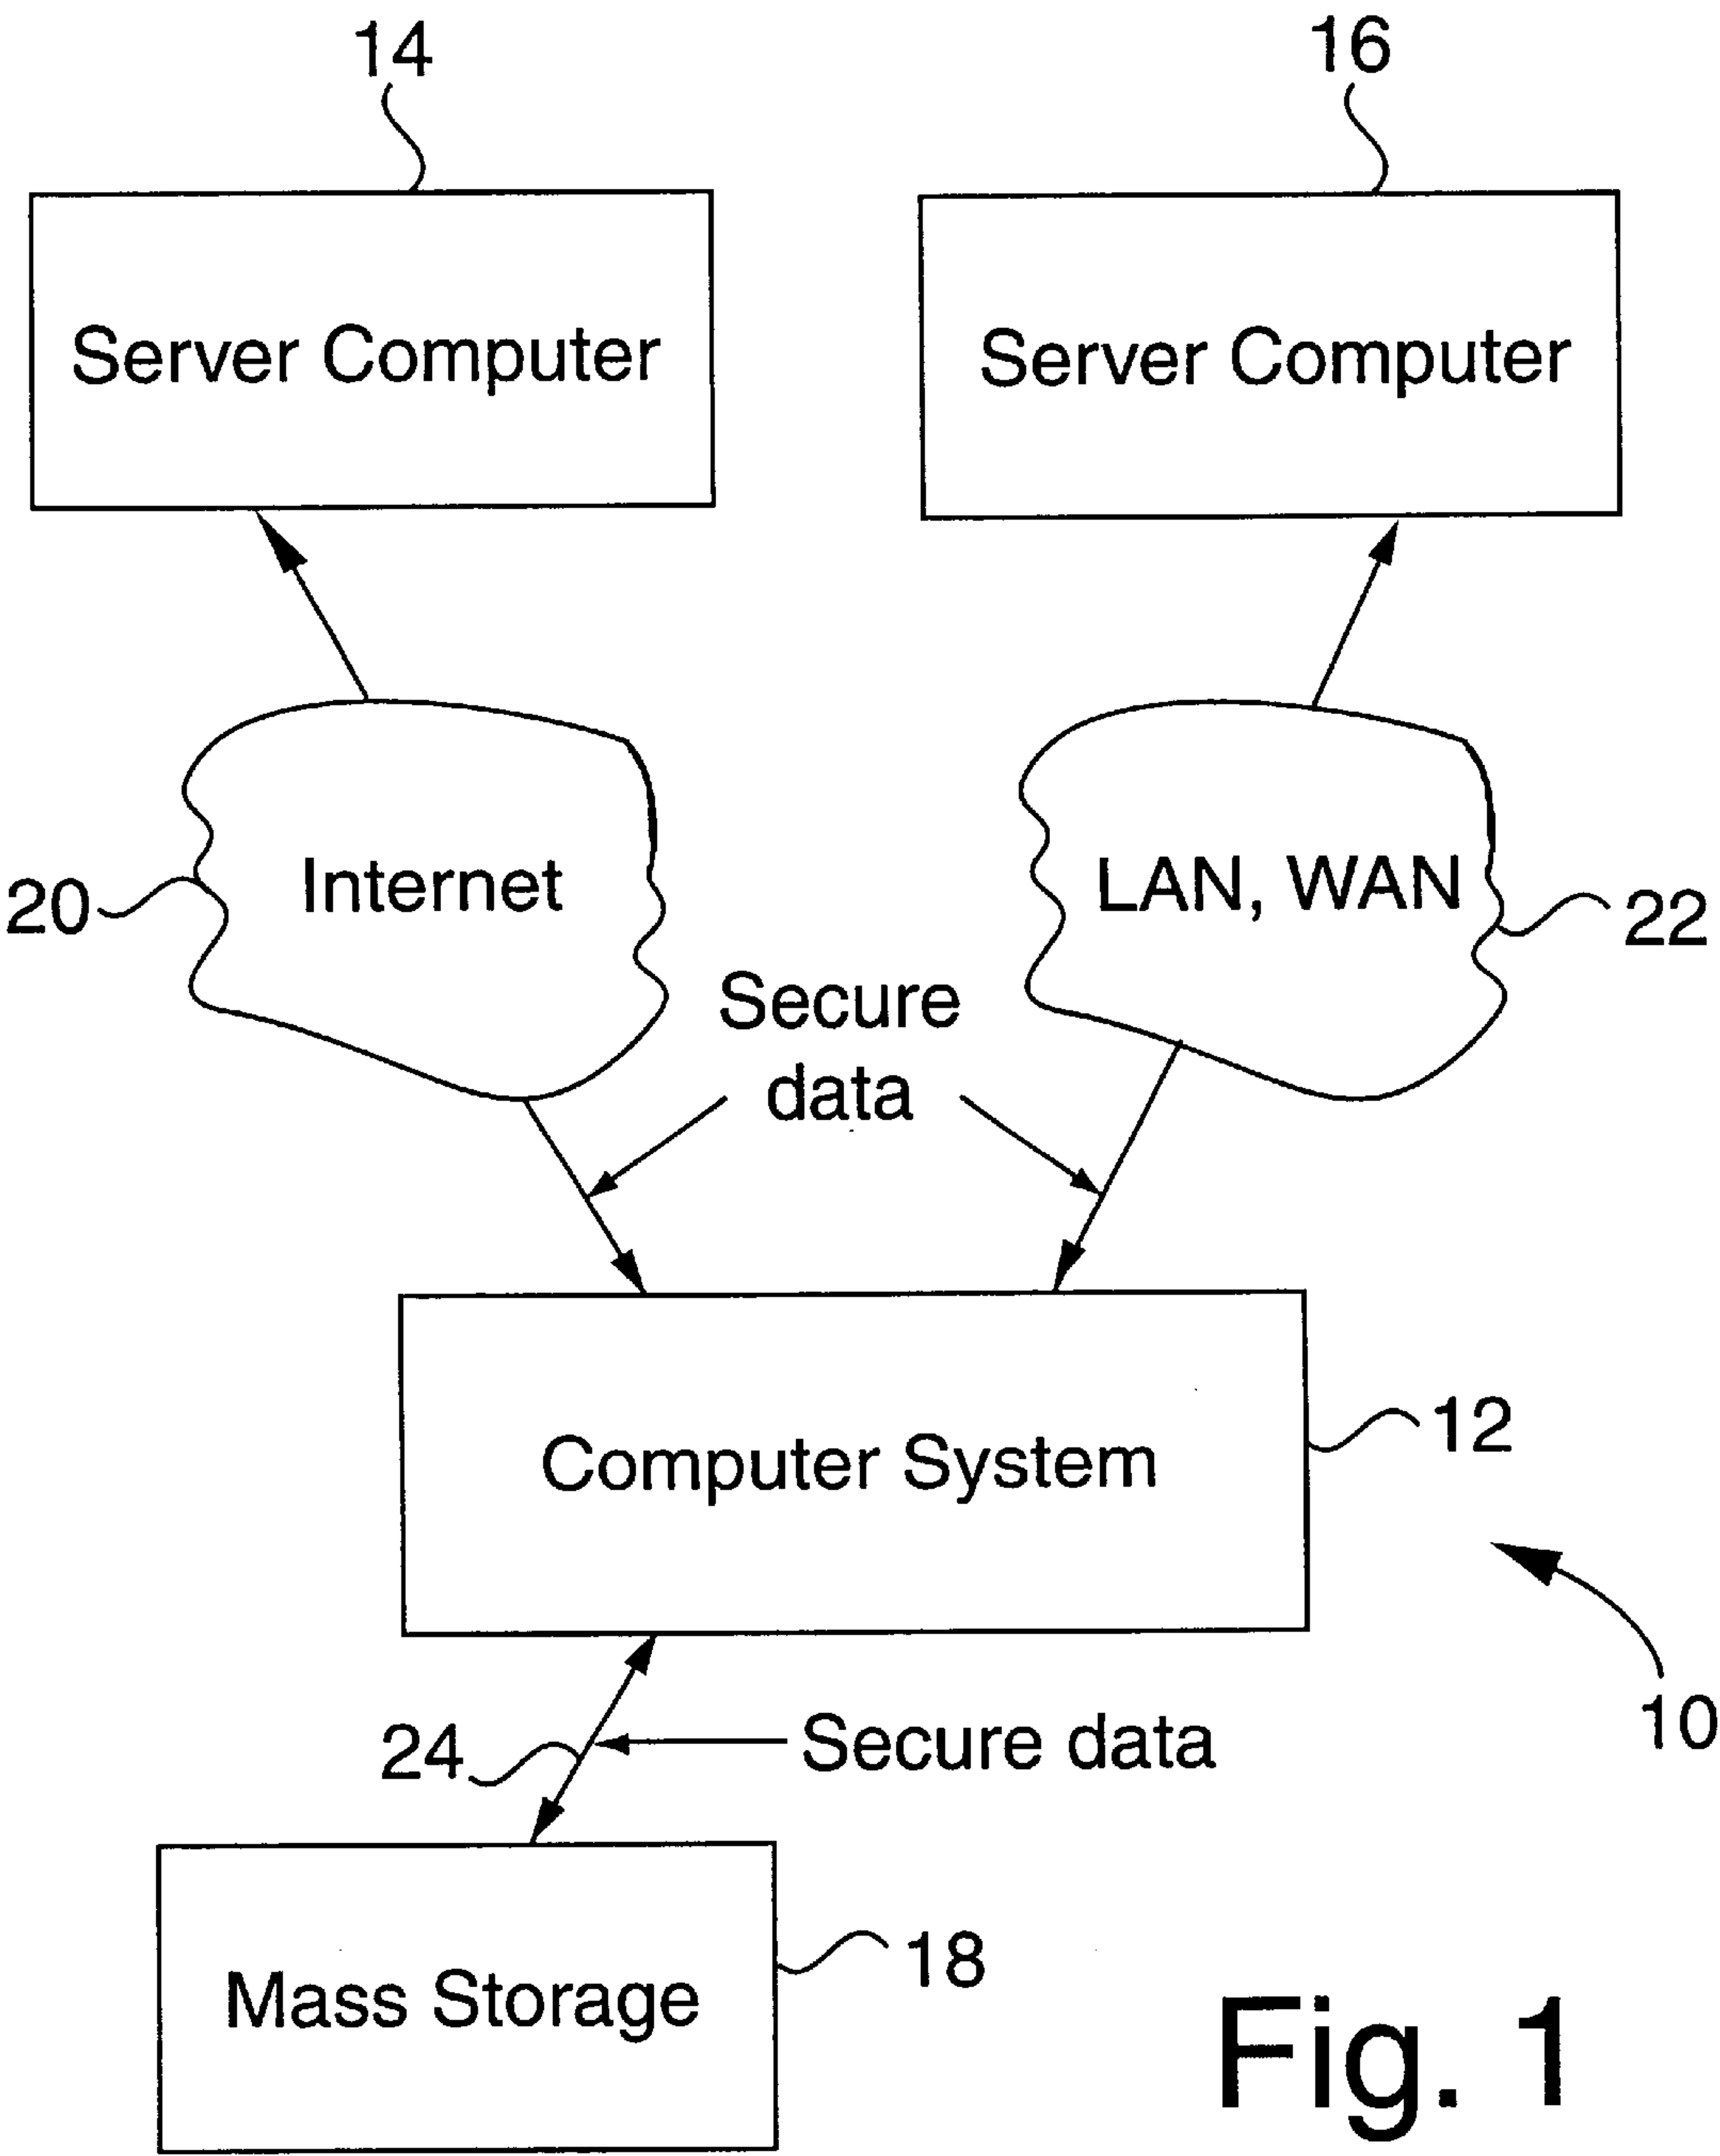 14
16
Server Computer
Server Computer
Internet
LAN, WAN
20
22
Secure
data
Computer System
12
10
24
Secure data
Mass Storage
18
Fig. 1